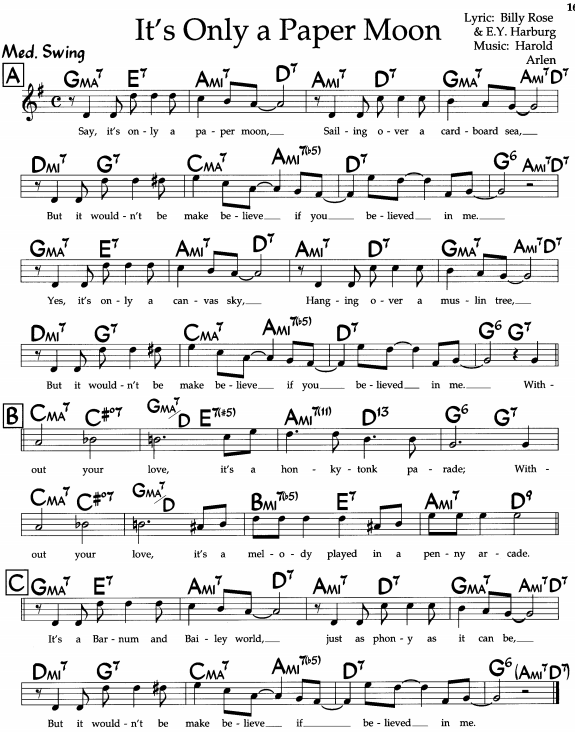 16
It's Only a Paper Moon
Lyric: Billy Rose
& E.Y. Harburg
Music: Harold
Arlen
Med. Swing
A
GMA7 E7 AMI7 D7 AMI7 D7 GMA7 AMI7 D7
Say, it's on - ly a pa - per moon, Sail - ing o - ver a card - board sea,
DMI7 G7 CMA7 AMI7(b5) D7 G6 AMI7 D7
But it would - n't be make be - lieve if you be - lieved in me.
GMA7 E7 AMI7 D7 AMI7 D7 GMA7 AMI7 D7
Yes, it's on - ly a can - vas sky, Hang - ing o - ver a mus - lin tree,
DMI7 G7 CMA7 AMI7(b5) D7 G6 G7
But it would - n't be make be - lieve if you be - lieved in me. With -
B
CMA7 C#o7 GMA7/D E7(#5) AMI7(11) D13 G6 G7
out your love, it's a hon - ky - tonk pa - rade; With -
CMA7 C#o7 GMA7/D BMI7(b5) E7 AMI7 D9
out your love, it's a mel - o - dy played in a pen - ny ar - cade.
C
GMA7 E7 AMI7 D7 AMI7 D7 GMA7 AMI7 D7
It's a Bar - num and Bai - ley world, just as phon - y as it can be,
DMI7 G7 CMA7 AMI7(b5) D7 G6 (AMI7 D7)
But it would - n't be make be - lieve if you be - lieved in me.